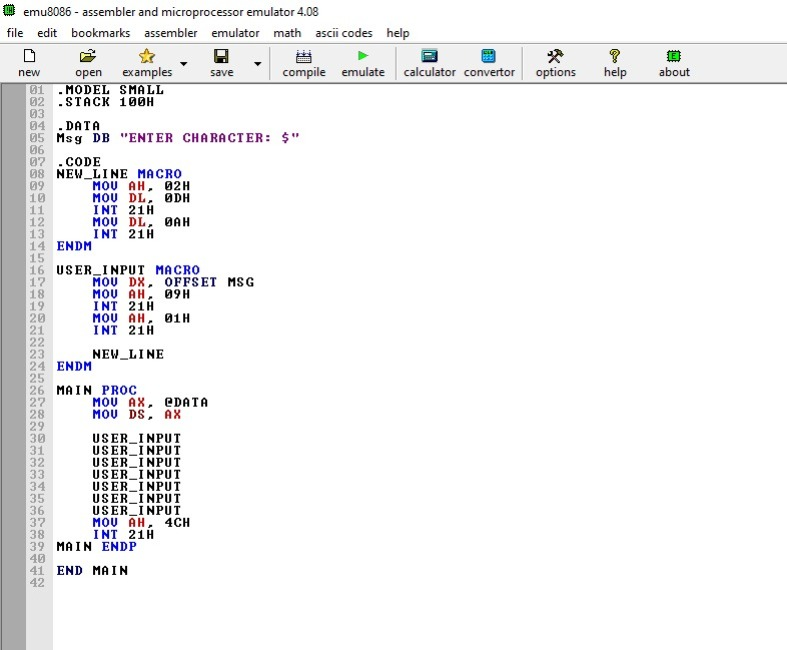 emu8086 - assembler and microprocessor emulator 4.08
file edit bookmarks assembler emulator math ascii codes help
new open examples save compile emulate calculator convertor options help about
01 .MODEL SMALL
02 .STACK 100H
03
04 .DATA
05 Msg DB "ENTER CHARACTER: $"
06
07 .CODE
08 NEW_LINE MACRO
09     MOV AH, 02H
10     MOV DL, 0DH
11     INT 21H
12     MOV DL, 0AH
13     INT 21H
14 ENDM
15
16 USER_INPUT MACRO
17     MOV DX, OFFSET MSG
18     MOV AH, 09H
19     INT 21H
20     MOV AH, 01H
21     INT 21H
22
23     NEW_LINE
24 ENDM
25
26 MAIN PROC
27     MOV AX, @DATA
28     MOV DS, AX
29
30     USER_INPUT
31     USER_INPUT
32     USER_INPUT
33     USER_INPUT
34     USER_INPUT
35     USER_INPUT
36     USER_INPUT
37     MOV AH, 4CH
38     INT 21H
39 MAIN ENDP
40
41 END MAIN
42